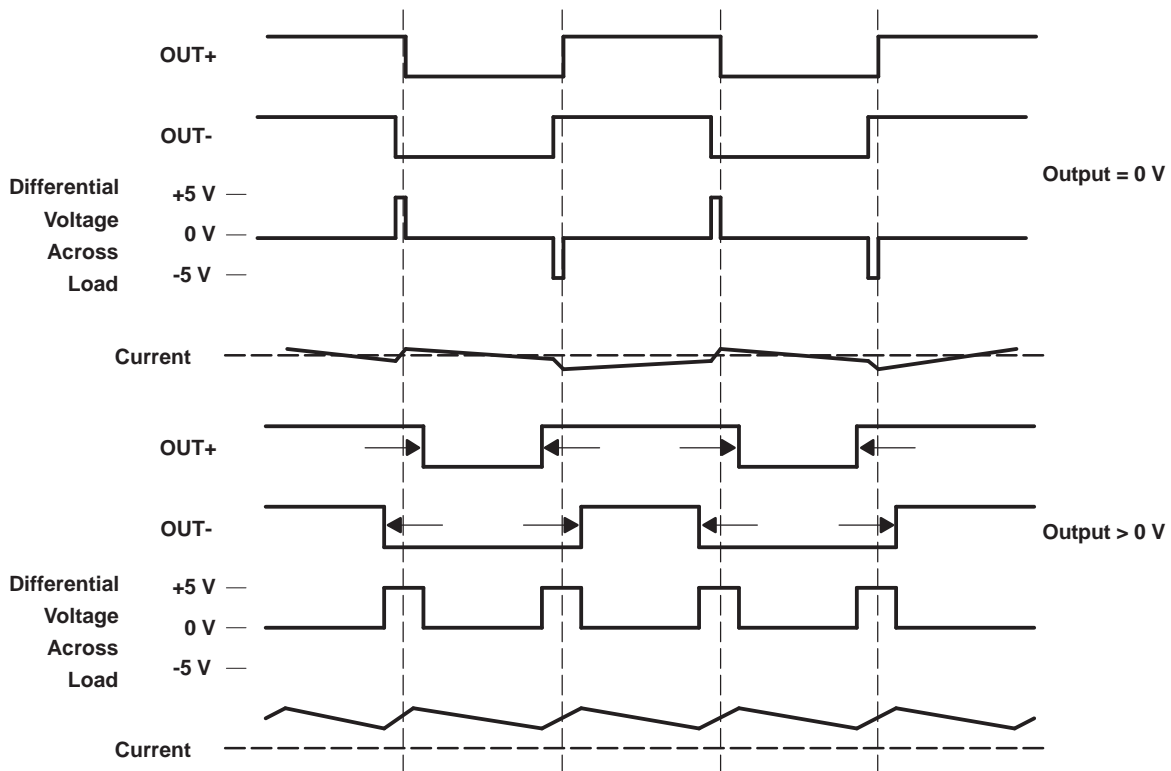 OUT+
OUT-
Output = 0 V
Differential
Voltage
Across
Load
+5 V
0 V
-5 V
Current
OUT+
OUT-
Output > 0 V
Differential
Voltage
Across
Load
+5 V
0 V
-5 V
Current